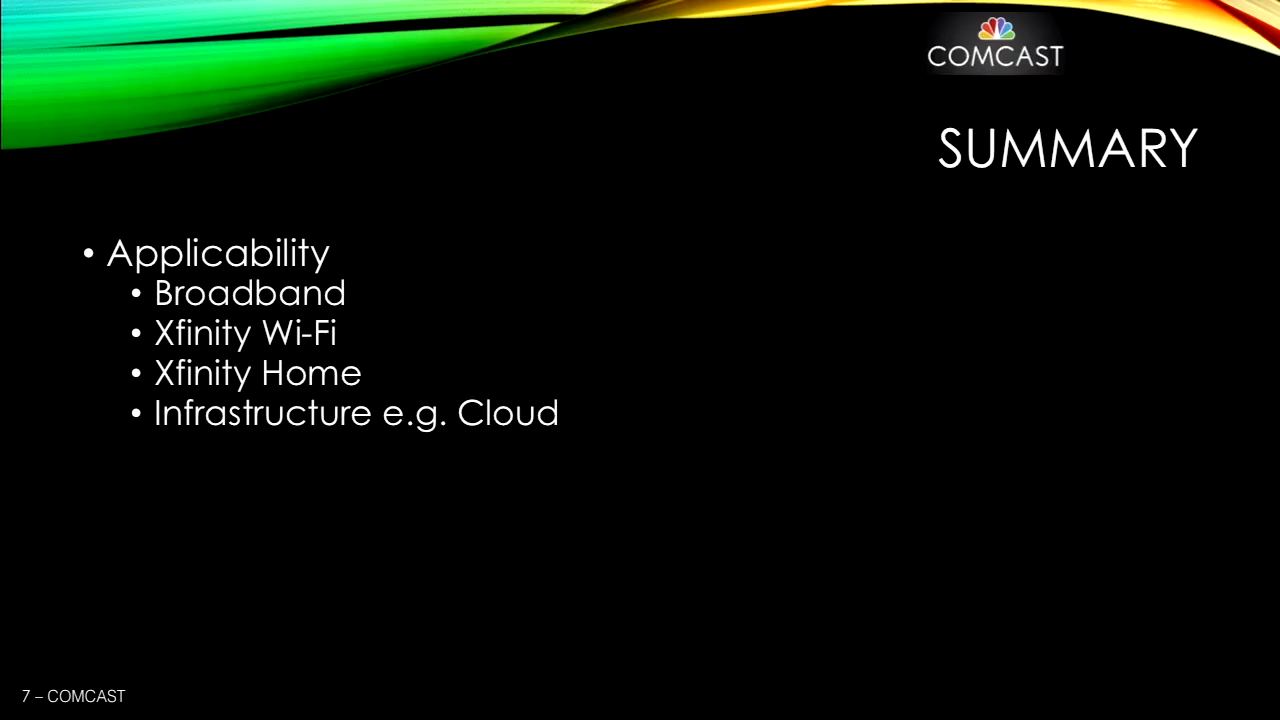 COMCAST
SUMMARY
• Applicability
• Broadband
• Xfinity Wi-Fi
• Xfinity Home
• Infrastructure e.g. Cloud
7 – COMCAST